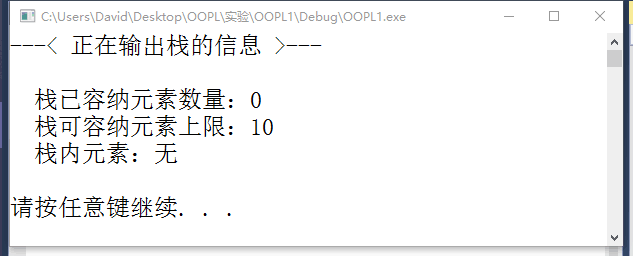 C:\Users\David\Desktop\OOPL\实验\OOPL1\Debug\OOPL1.exe
---< 正在输出栈的信息 >---
栈已容纳元素数量：0
栈可容纳元素上限：10
栈内元素：无
请按任意键继续. . .